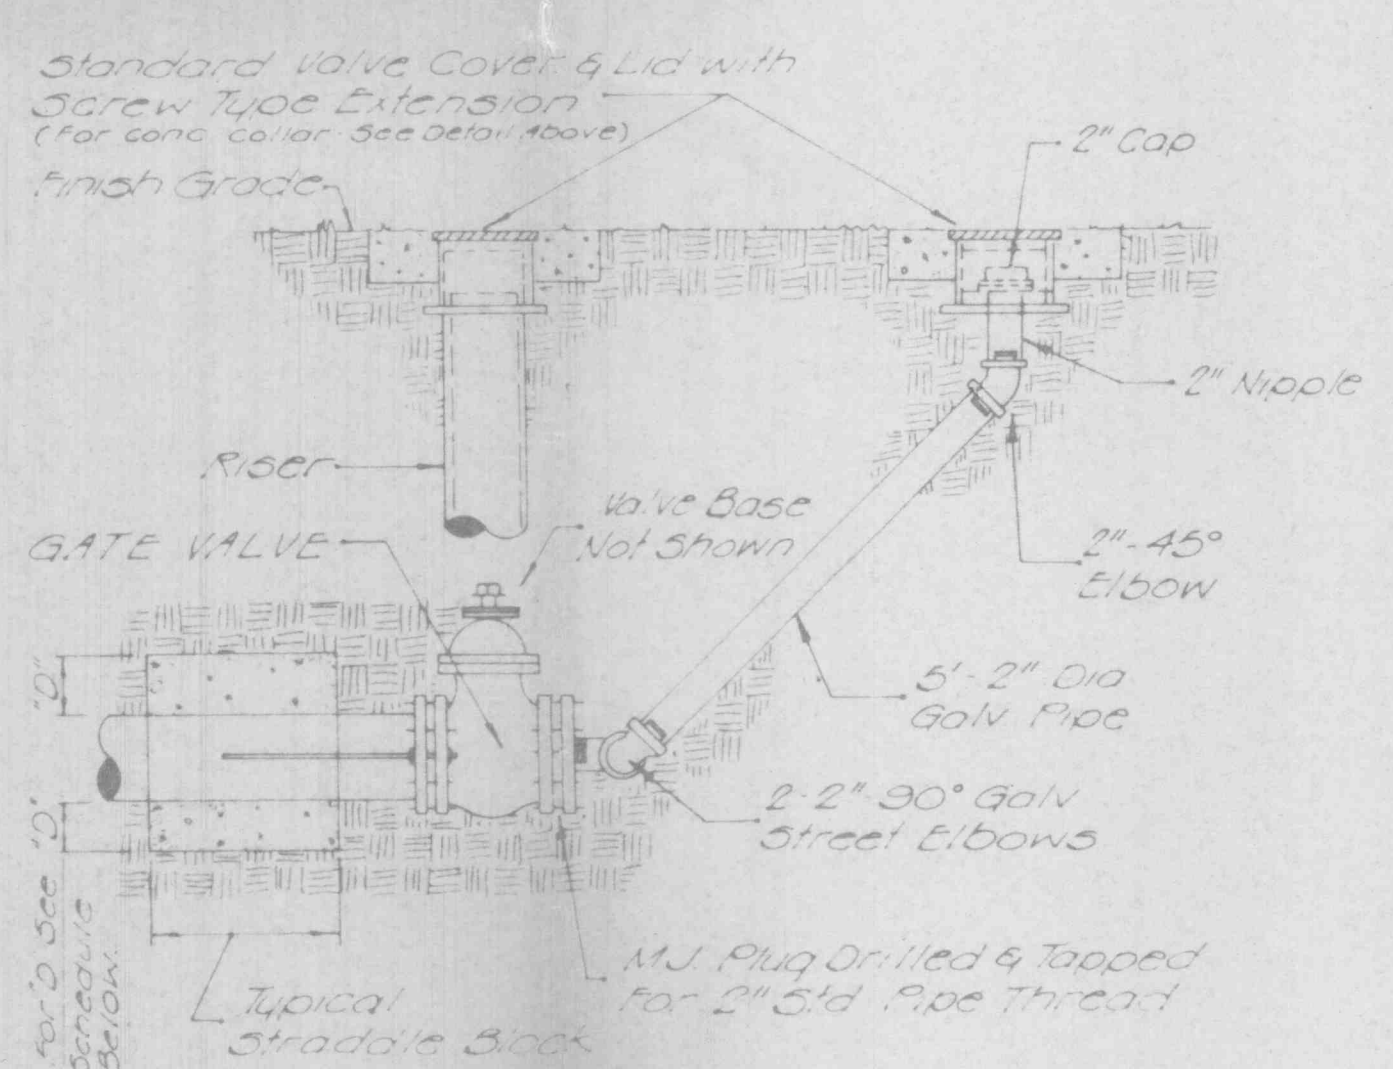 Standard Valve Cover & Lid with
Screw Type Extension
(For conc collar See Detail Above)
Finish Grade
2" Cap
2" Nipple
Riser
Valve Base
Not Shown
GATE VALVE
2"-45°
Elbow
"D"
5'-2" Dia
Galv Pipe
2-2"-90° Galv
Street Elbows
"D"
For D See
Schedule
Below.
M.J. Plug Drilled & Tapped
For 2" St'd Pipe Thread
Typical
Straddle Block